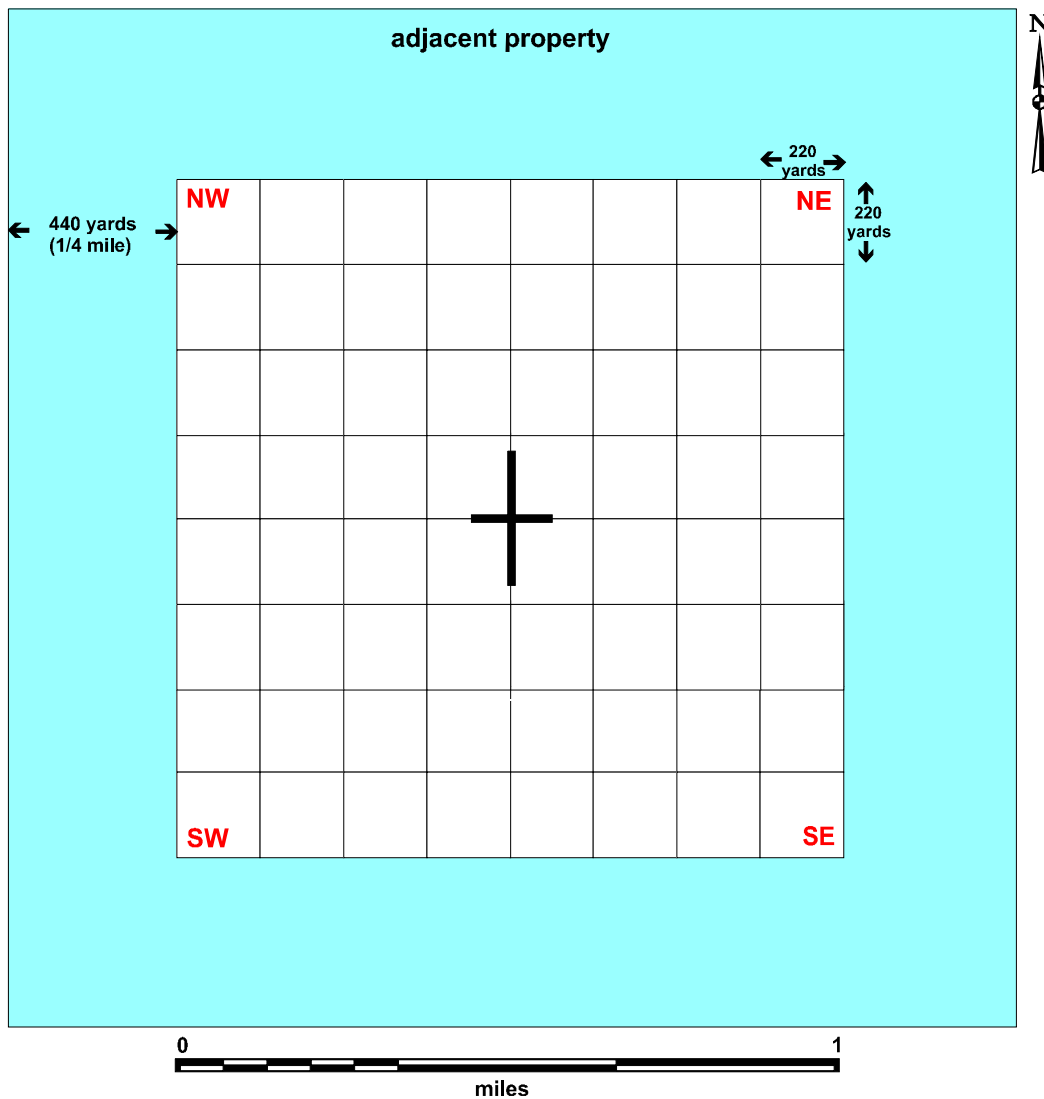 adjacent property
N
220
yards
NW
NE
440 yards
(1/4 mile)
220
yards
SW
SE
0
1
miles